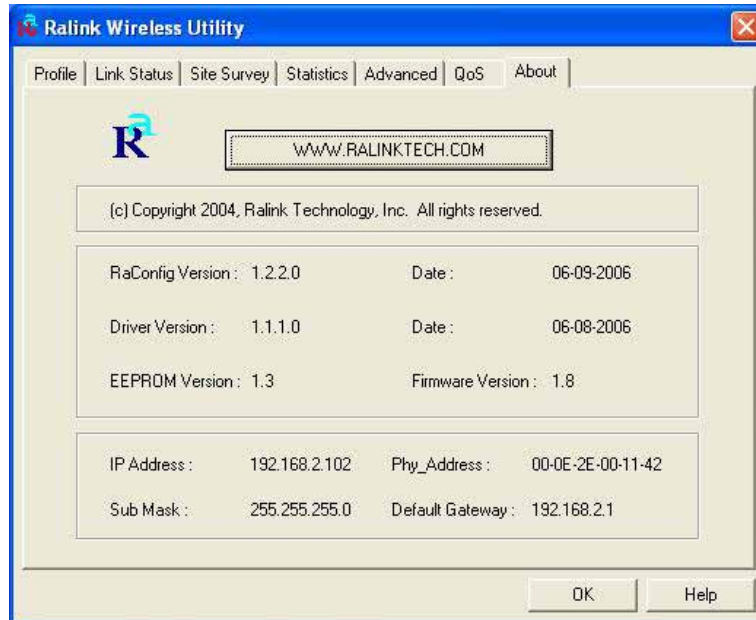 Ralink Wireless Utility
Profile Link Status Site Survey Statistics Advanced QoS About
Ra
WWW.RALINKTECH.COM
(c) Copyright 2004, Ralink Technology, Inc. All rights reserved.
RaConfig Version : 1.2.2.0 Date : 06-09-2006
Driver Version : 1.1.1.0 Date : 06-08-2006
EEPROM Version : 1.3 Firmware Version : 1.8
IP Address : 192.168.2.102 Phy_Address : 00-0E-2E-00-11-42
Sub Mask : 255.255.255.0 Default Gateway : 192.168.2.1
OK Help